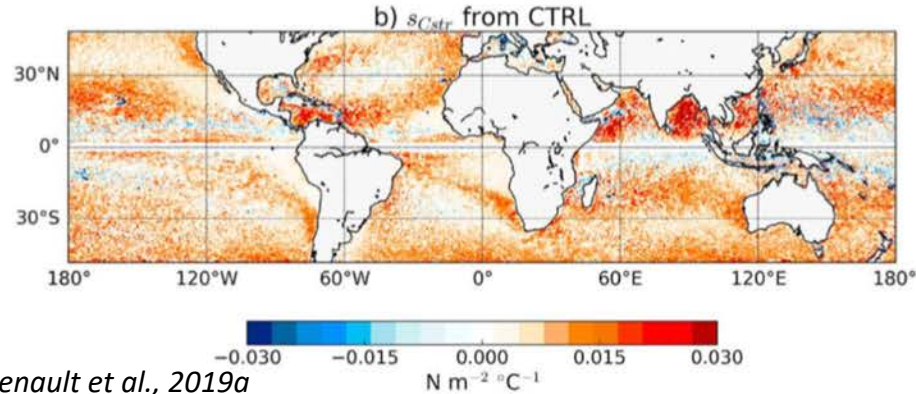 b) s_Cstr from CTRL
30°N
0°
30°S
180° 120°W 60°W 0° 60°E 120°E 180°
−0.030 −0.015 0.000 0.015 0.030
N m⁻² °C⁻¹
enault et al., 2019a